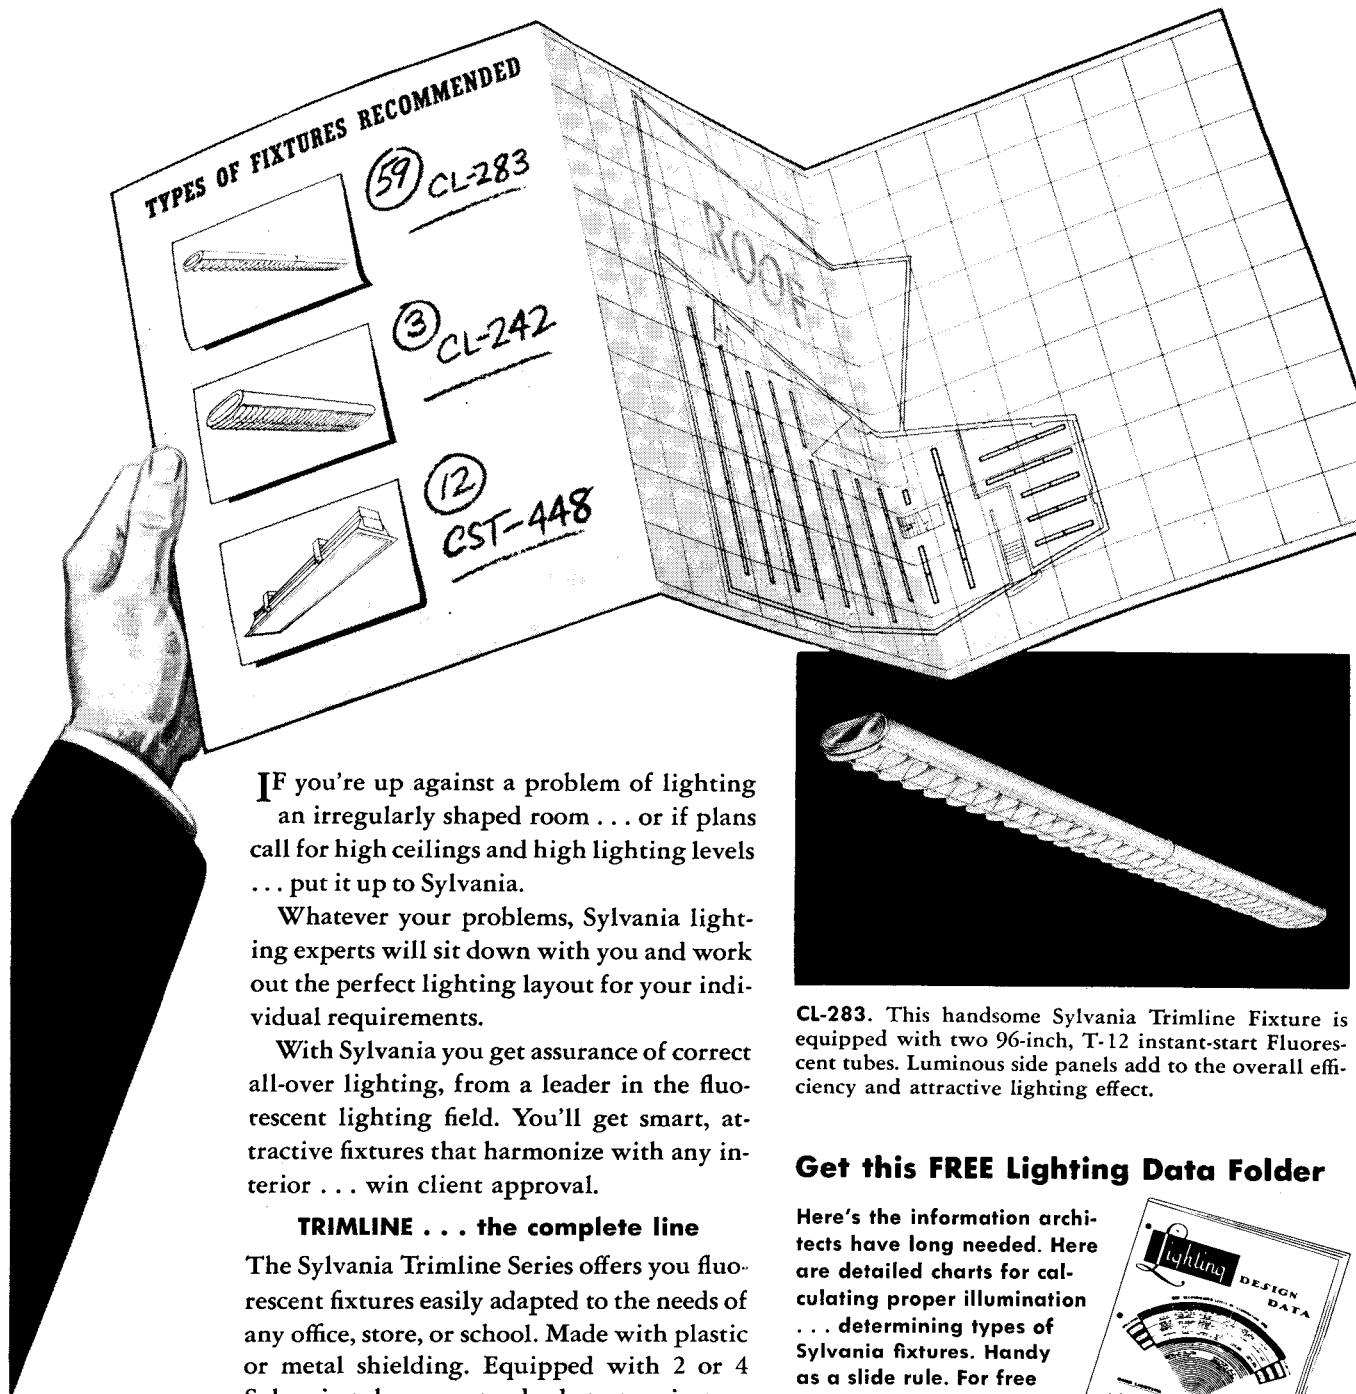 TYPES OF FIXTURES RECOMMENDED
59 CL-283
3 CL-242
12
CST-448
ROOF
IF you're up against a problem of lighting
an irregularly shaped room . . . or if plans
call for high ceilings and high lighting levels
. . . put it up to Sylvania.
Whatever your problems, Sylvania light-
ing experts will sit down with you and work
out the perfect lighting layout for your indi-
vidual requirements.
With Sylvania you get assurance of correct
all-over lighting, from a leader in the fluo-
rescent lighting field. You'll get smart, at-
tractive fixtures that harmonize with any in-
terior . . . win client approval.
TRIMLINE . . . the complete line
The Sylvania Trimline Series offers you fluo-
rescent fixtures easily adapted to the needs of
any office, store, or school. Made with plastic
or metal shielding. Equipped with 2 or 4
CL-283. This handsome Sylvania Trimline Fixture is
equipped with two 96-inch, T-12 instant-start Fluores-
cent tubes. Luminous side panels add to the overall effi-
ciency and attractive lighting effect.
Get this FREE Lighting Data Folder
Here's the information archi-
tects have long needed. Here
are detailed charts for cal-
culating proper illumination
. . . determining types of
Sylvania fixtures. Handy
as a slide rule. For free
Lighting
DESIGN
DATA